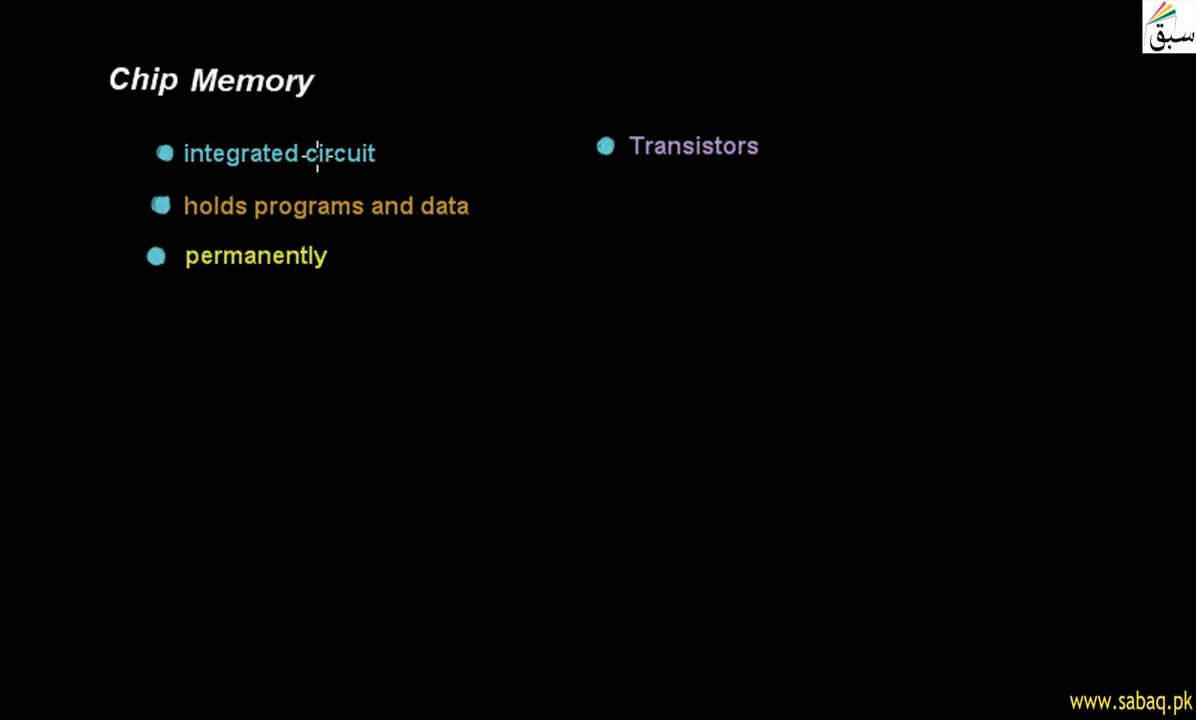 سبق
Chip Memory
integrated circuit
holds programs and data
permanently
Transistors
www.sabaq.pk